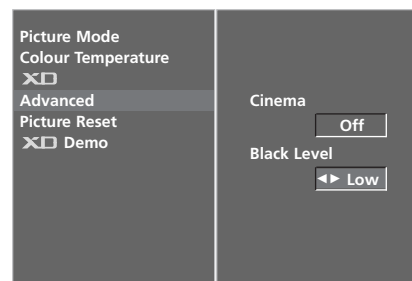 Picture Mode
Colour Temperature
XD
Advanced
Picture Reset
XD Demo
Cinema
Off
Black Level
◄► Low